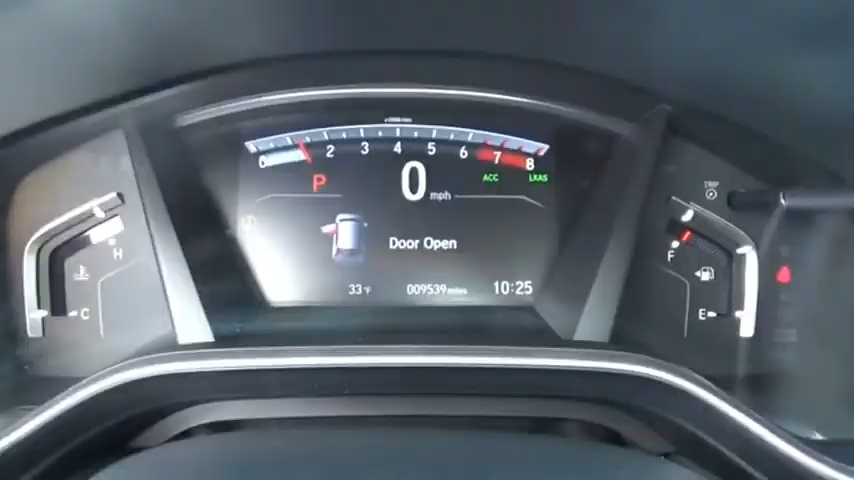 0 2 3 4 5 6 7 8
P
0 mph
ACC
LKAS
TRIP
H
C
Door Open
F
E
33°F
009539 miles
10:25